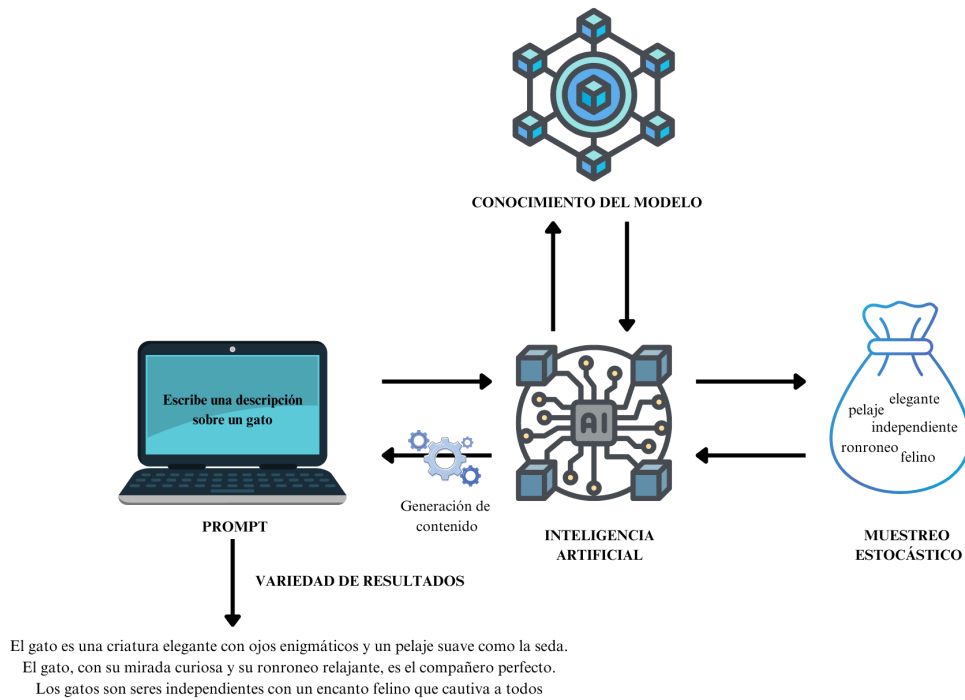 CONOCIMIENTO DEL MODELO
Escribe una descripción
sobre un gato
AI
elegante
pelaje
independiente
ronroneo
felino
Generación de
contenido
PROMPT
INTELIGENCIA
ARTIFICIAL
MUESTREO
ESTOCÁSTICO
VARIEDAD DE RESULTADOS
El gato es una criatura elegante con ojos enigmáticos y un pelaje suave como la seda.
El gato, con su mirada curiosa y su ronroneo relajante, es el compañero perfecto.
Los gatos son seres independientes con un encanto felino que cautiva a todos